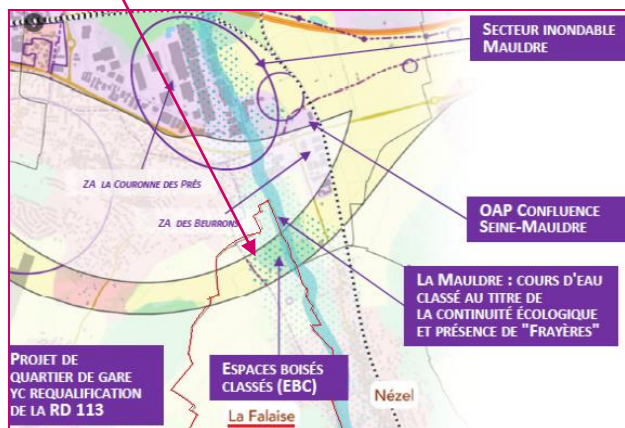 SECTEUR INONDABLE
MAULDRE
ZA LA COURONNE DES PRÉS
ZA DES BEURRONS
OAP CONFLUENCE
SEINE-MAULDRE
LA MAULDRE : COURS D'EAU
CLASSÉ AU TITRE DE
LA CONTINUITÉ ÉCOLOGIQUE
ET PRÉSENCE DE "FRAYÈRES"
PROJET DE
QUARTIER DE GARE
YC REQUALIFICATION
DE LA RD 113
ESPACES BOISÉS
CLASSÉS (EBC)
Nézel
La Falaise